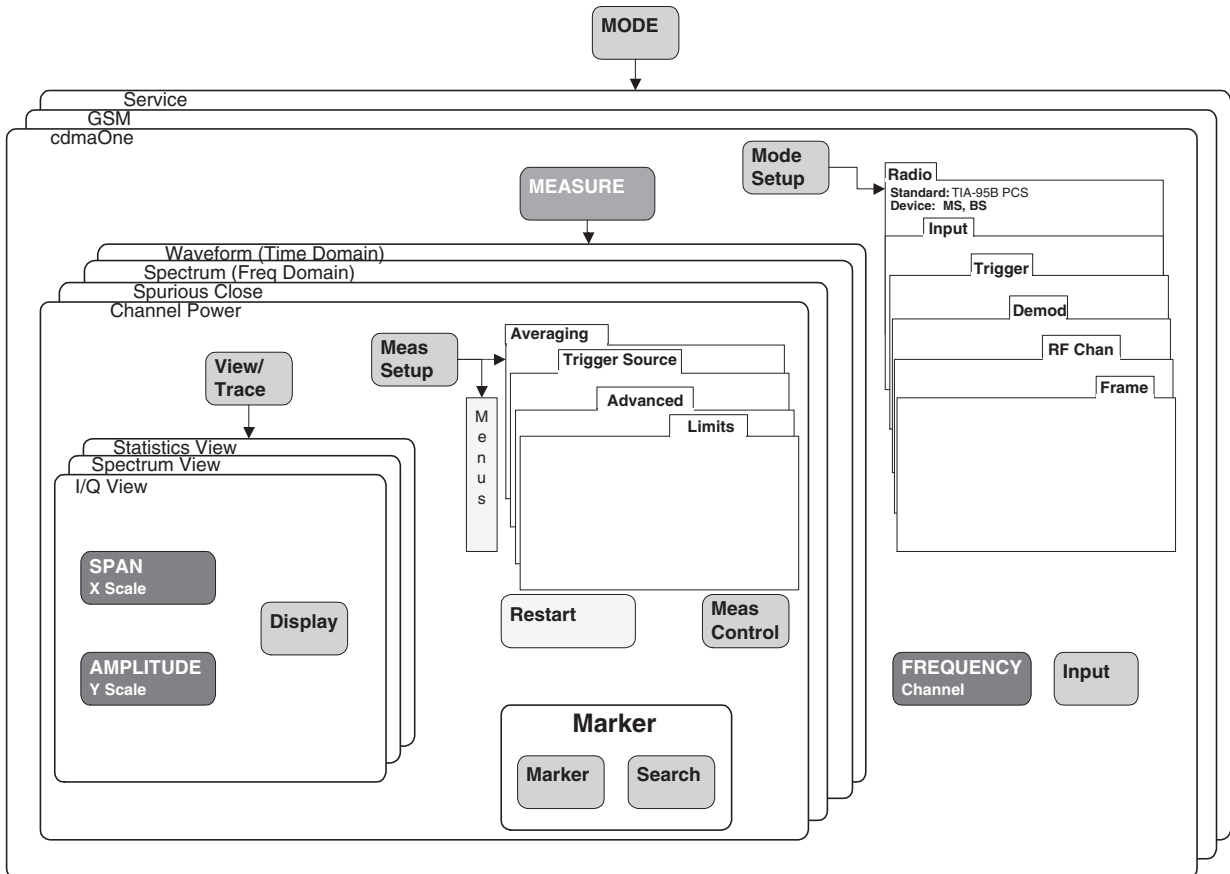 MODE
Service
GSM
cdmaOne
Mode
Setup
MEASURE
Radio
Standard: TIA-95B PCS
Device: MS, BS
Input
Trigger
Demod
RF Chan
Frame
Waveform (Time Domain)
Spectrum (Freq Domain)
Spurious Close
Channel Power
Meas
Setup
Averaging
Trigger Source
Advanced
Limits
Menus
View/
Trace
Statistics View
Spectrum View
I/Q View
SPAN
X Scale
Display
AMPLITUDE
Y Scale
Restart
Meas
Control
FREQUENCY
Channel
Input
Marker
Marker
Search